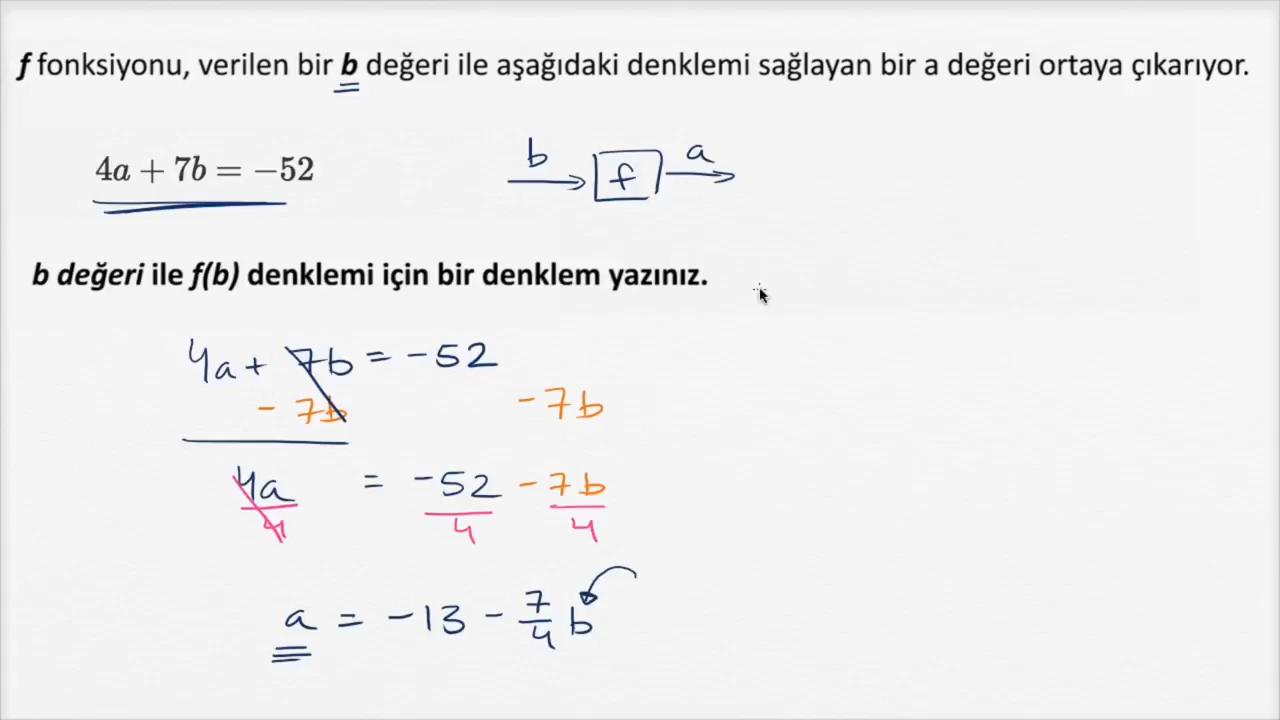 f fonksiyonu, verilen bir b değeri ile aşağıdaki denklemi sağlayan bir a değeri ortaya çıkarıyor.
4a + 7b = −52
b f a
b değeri ile f(b) denklemi için bir denklem yazınız.
4a + 7b = -52
- 7b - 7b
4a/4 = -52/4 - 7b/4
a = -13 - 7/4 b